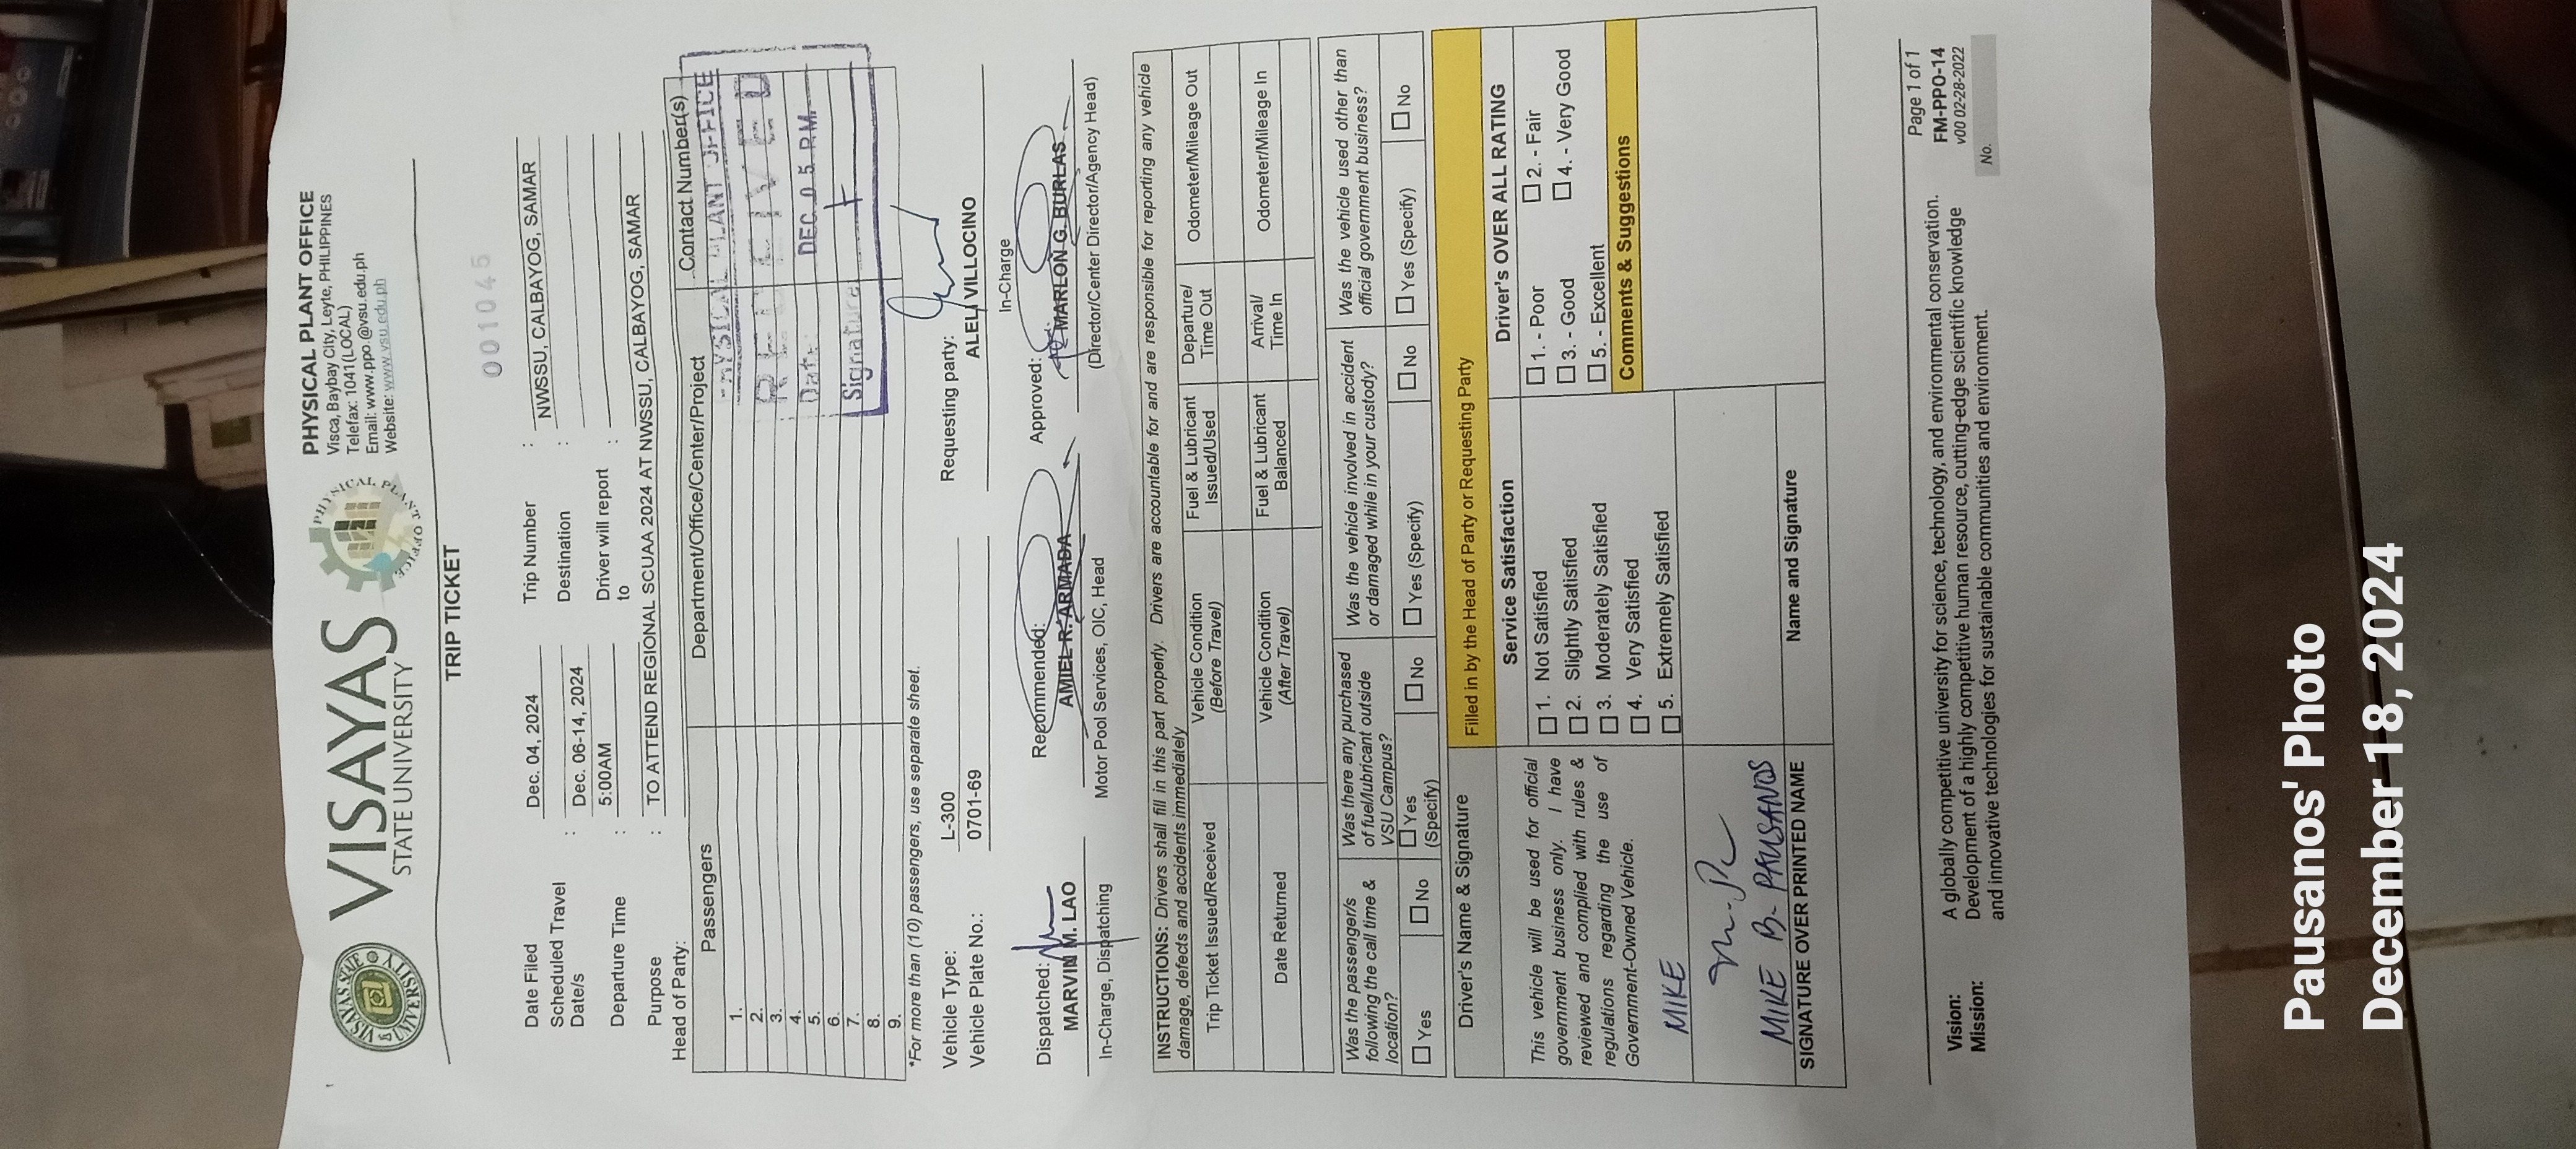 VISAYAS
STATE UNIVERSITY
PHYSICAL PLANT OFFICE
Visca, Baybay City, Leyte, PHILIPPINES
Telefax: 1041(LOCAL)
Email: www.ppo.@vsu.edu.ph
Website: www.vsu.edu.ph
VISAYAS STATE UNIVERSITY
PHYSICAL PLANT OFFICE
TRIP TICKET
001045
Date Filed : Dec. 04, 2024 Trip Number : NWSSU, CALBAYOG, SAMAR
Scheduled Travel Date/s : Dec. 06-14, 2024 Destination :
Departure Time : 5:00AM Driver will report to :
Purpose : TO ATTEND REGIONAL SCUAA 2024 AT NWSSU, CALBAYOG, SAMAR
Head of Party:
Passengers Department/Office/Center/Project Contact Number(s)
1.
2.
3.
4.
5.
6.
7.
8.
9.
PHYSICAL PLANT OFFICE
RECEIVED
Date: DEC 05 RM
Signature
*For more than (10) passengers, use separate sheet.
Vehicle Type: L-300 Requesting party:
Vehicle Plate No.: 0701-69 ALELI VILLOCINO
In-Charge
Dispatched: Recommended: Approved:
MARVIN M. LAO AMIEL R. ARMADA MARLON G. BURLAS
In-Charge, Dispatching Motor Pool Services, OIC, Head (Director/Center Director/Agency Head)
INSTRUCTIONS: Drivers shall fill in this part properly. Drivers are accountable for and are responsible for reporting any vehicle
damage, defects and accidents immediately
Trip Ticket Issued/Received Vehicle Condition (Before Travel) Fuel & Lubricant Issued/Used Departure/ Time Out Odometer/Mileage Out
Date Returned Vehicle Condition (After Travel) Fuel & Lubricant Balanced Arrival/ Time In Odometer/Mileage In
Was the passenger/s following the call time & location? Was there any purchased of fuel/lubricant outside VSU Campus? Was the vehicle involved in accident or damaged while in your custody? Was the vehicle used other than official government business?
Yes No Yes (Specify) No Yes (Specify) No Yes (Specify) No
Driver's Name & Signature Filled in by the Head of Party or Requesting Party
This vehicle will be used for official
government business only. I have
reviewed and complied with rules &
regulations regarding the use of
Government-Owned Vehicle.
MIKE
MIKE B. PAUSANOS
SIGNATURE OVER PRINTED NAME
Service Satisfaction
1. Not Satisfied
2. Slightly Satisfied
3. Moderately Satisfied
4. Very Satisfied
5. Extremely Satisfied
Name and Signature
Driver's OVER ALL RATING
1. - Poor 2. - Fair
3. - Good 4. - Very Good
5. - Excellent
Comments & Suggestions
Vision: A globally competitive university for science, technology, and environmental conservation.
Mission: Development of a highly competitive human resource, cutting-edge scientific knowledge
and innovative technologies for sustainable communities and environment.
Page 1 of 1
FM-PPO-14
v00 02-28-2022
No.
Pausanos' Photo
December 18, 2024